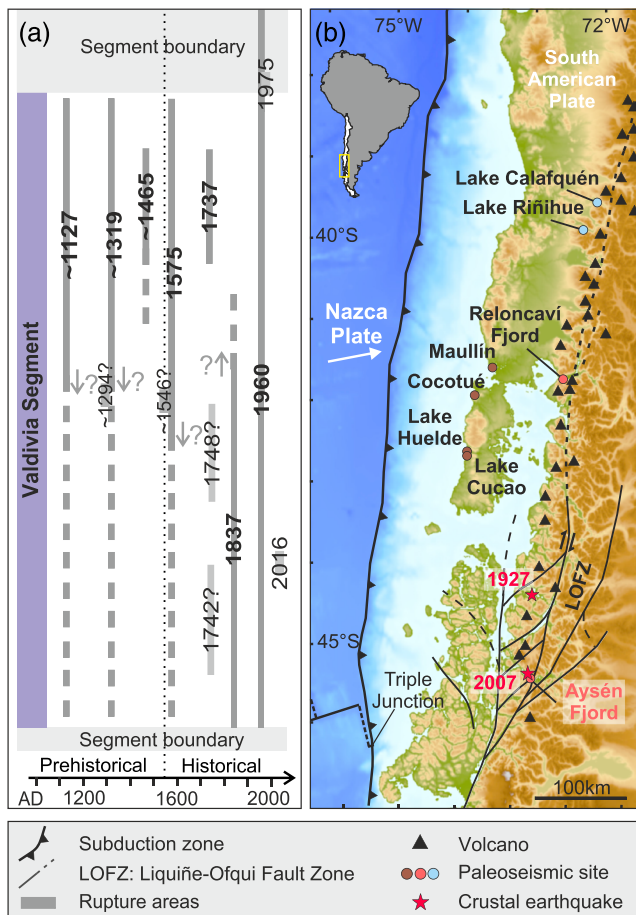 (a)
Segment boundary
1975
Valdivia Segment
~1127
~1319
~1465
1575
1737
~1294?
~1546?
?
?
?
?
1748?
1742?
1837
1960
2016
Segment boundary
Prehistorical
Historical
AD
1200
1600
2000
(b)
75°W
72°W
South
American
Plate
Lake Calafquén
Lake Riñihue
40°S
Nazca
Plate
Reloncaví
Fjord
Maullín
Cocotué
Lake
Huelde
Lake
Cucao
1927
LOFZ
45°S
2007
Triple
Junction
Aysén
Fjord
100km
Subduction zone
LOFZ: Liquiñe-Ofqui Fault Zone
Rupture areas
Volcano
Paleoseismic site
Crustal earthquake